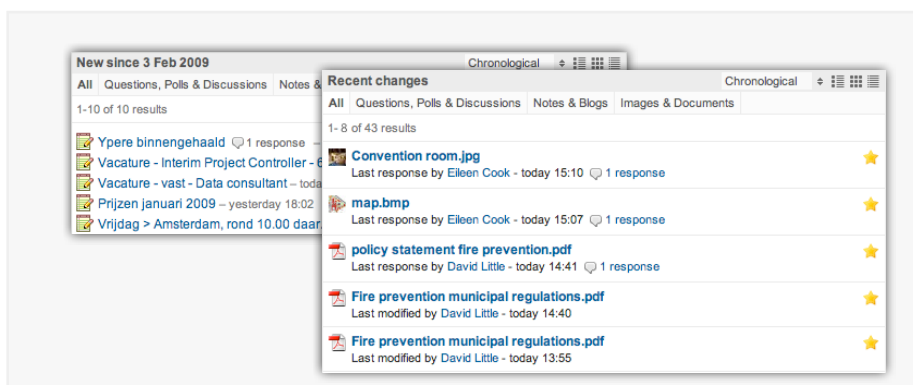 New since 3 Feb 2009 Chronological
All Questions, Polls & Discussions Notes &
1-10 of 10 results
Ypere binnengehaald 1 response –
Vacature - Interim Project Controller - 6
Vacature - vast - Data consultant – toda
Prijzen januari 2009 – yesterday 18:02
Vrijdag > Amsterdam, rond 10.00 daar.
Recent changes Chronological
All Questions, Polls & Discussions Notes & Blogs Images & Documents
1- 8 of 43 results
Convention room.jpg
Last response by Eileen Cook - today 15:10 1 response
map.bmp
Last response by Eileen Cook - today 15:07 1 response
policy statement fire prevention.pdf
Last response by David Little - today 14:41 1 response
Fire prevention municipal regulations.pdf
Last modified by David Little - today 14:40
Fire prevention municipal regulations.pdf
Last modified by David Little - today 13:55